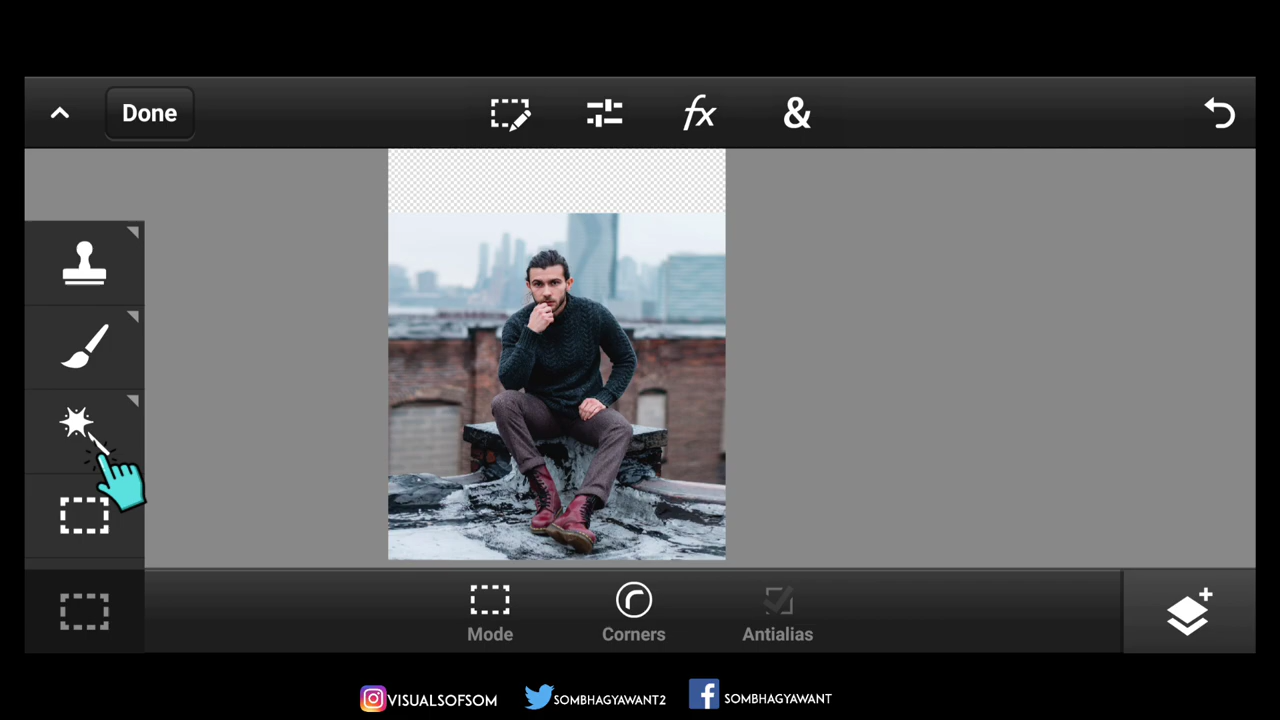 Done
fx
&
Mode
Corners
Antialias
VISUALSOFSOM
SOMBHAGYAWANT2
SOMBHAGYAWANT